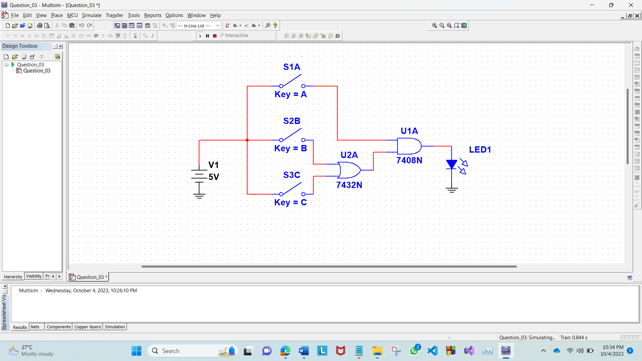 Question_03 * - Multisim - [Question_03 *]
File Edit View Place MCU Simulate Transfer Tools Reports Options Window Help
--- In-Use List ---
Interactive
Design Toolbox
Question_03
Question_03
S1A
Key = A
S2B
Key = B
S3C
Key = C
V1
5V
U2A
7432N
U1A
7408N
LED1
Hierarchy Visibility Pr
Question_03 *
Multisim - Wednesday, October 4, 2023, 10:26:10 PM
Spreadsheet Vie
Results Nets Components Copper layers Simulation
Question_03: Simulating... Tran: 0.844 s
27°C
Mostly cloudy
Search
10:34 PM
10/4/2023